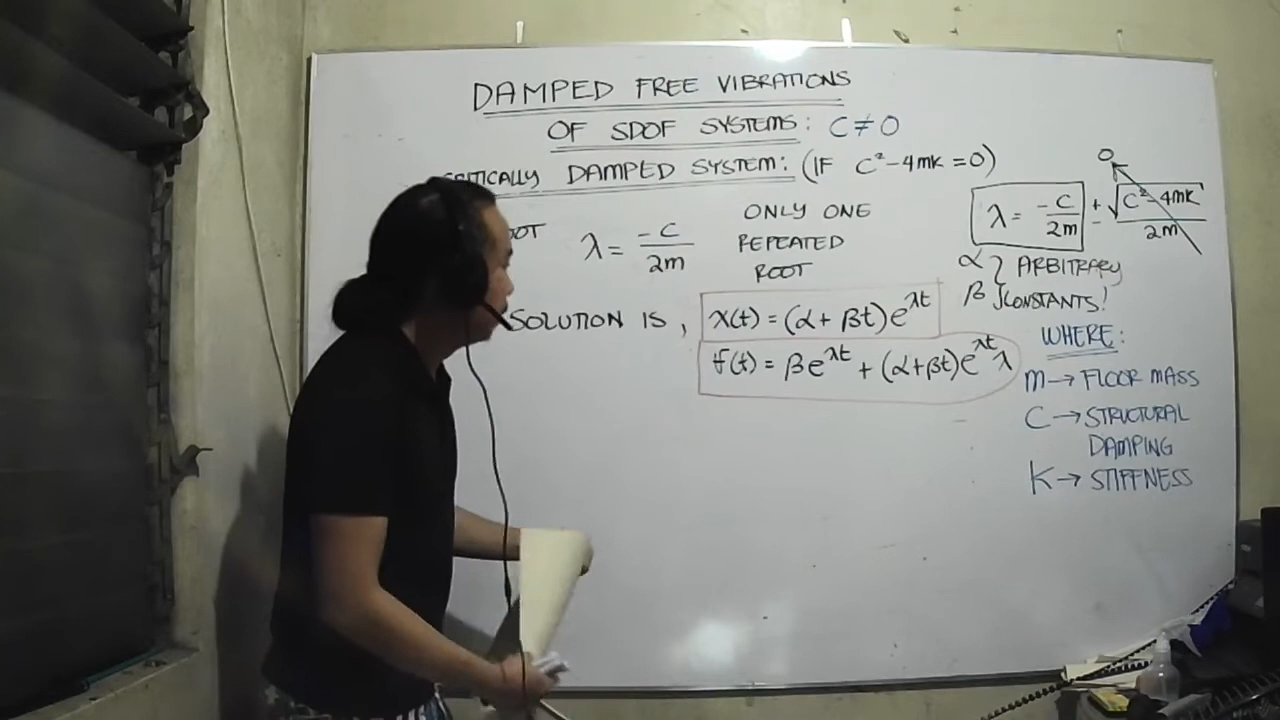 DAMPED FREE VIBRATIONS
OF SDOF SYSTEMS: C≠0
CRITICALLY DAMPED SYSTEM: (IF C²-4mk=0)
λ = -C/2m
ONLY ONE
REPEATED
ROOT
SOLUTION IS, x(t) = (α + βt)e^λt
= βe^λt + (α+βt)e^λt λ
0
λ = -C/2m ± √C²-4mk/2m
α } ARBITRARY
β CONSTANTS!
WHERE:
m → FLOOR MASS
C → STRUCTURAL
DAMPING
K → STIFFNESS